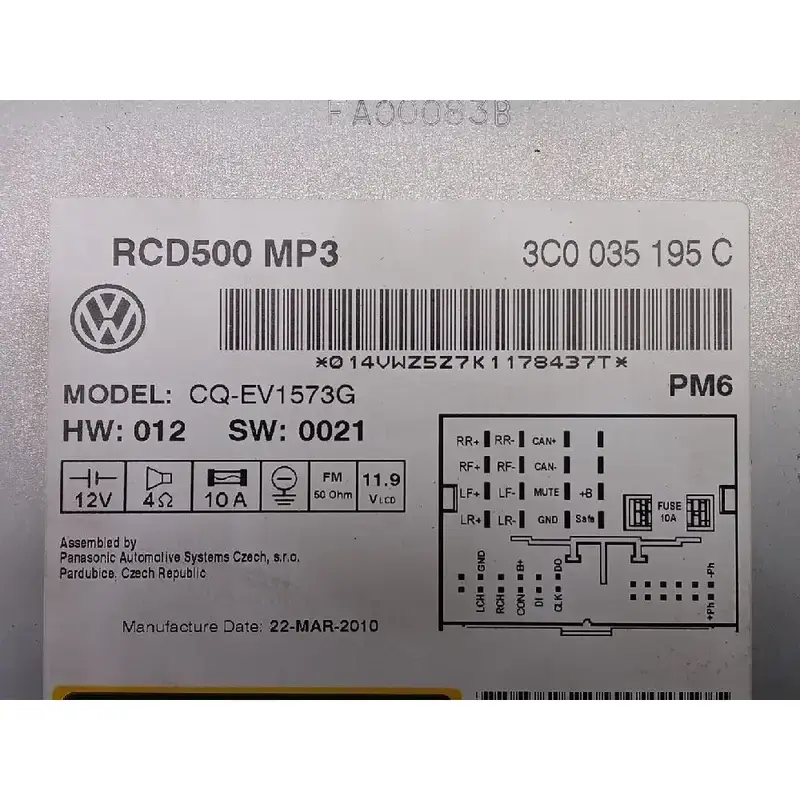 FA00083B
RCD500 MP3 3C0 035 195 C
*014VWZ5Z7K1178437T*
MODEL: CQ-EV1573G PM6
HW: 012 SW: 0021
12V 4Ω 10A FM 50 Ohm 11.9 V LCD
RR+ RR- CAN+
RF+ RF- CAN-
LF+ LF- MUTE +B
LR+ LR- GND Safe
FUSE
10A
LCH GND RCH CON B+ DI CLK DO +Ph -Ph
Assembled by
Panasonic Automotive Systems Czech, s.r.o.
Pardubice, Czech Republic
Manufacture Date: 22-MAR-2010